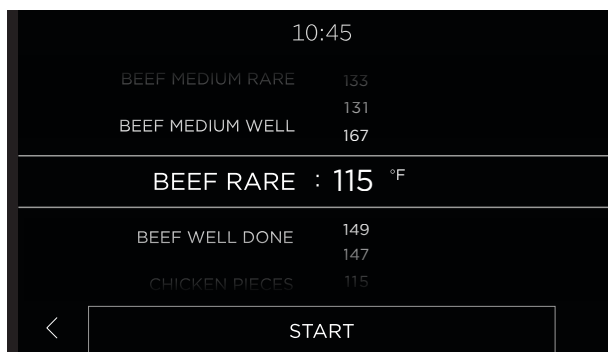 10:45
BEEF MEDIUM RARE 133
131
BEEF MEDIUM WELL 167
BEEF RARE : 115 °F
BEEF WELL DONE 149
147
CHICKEN PIECES 115
< START